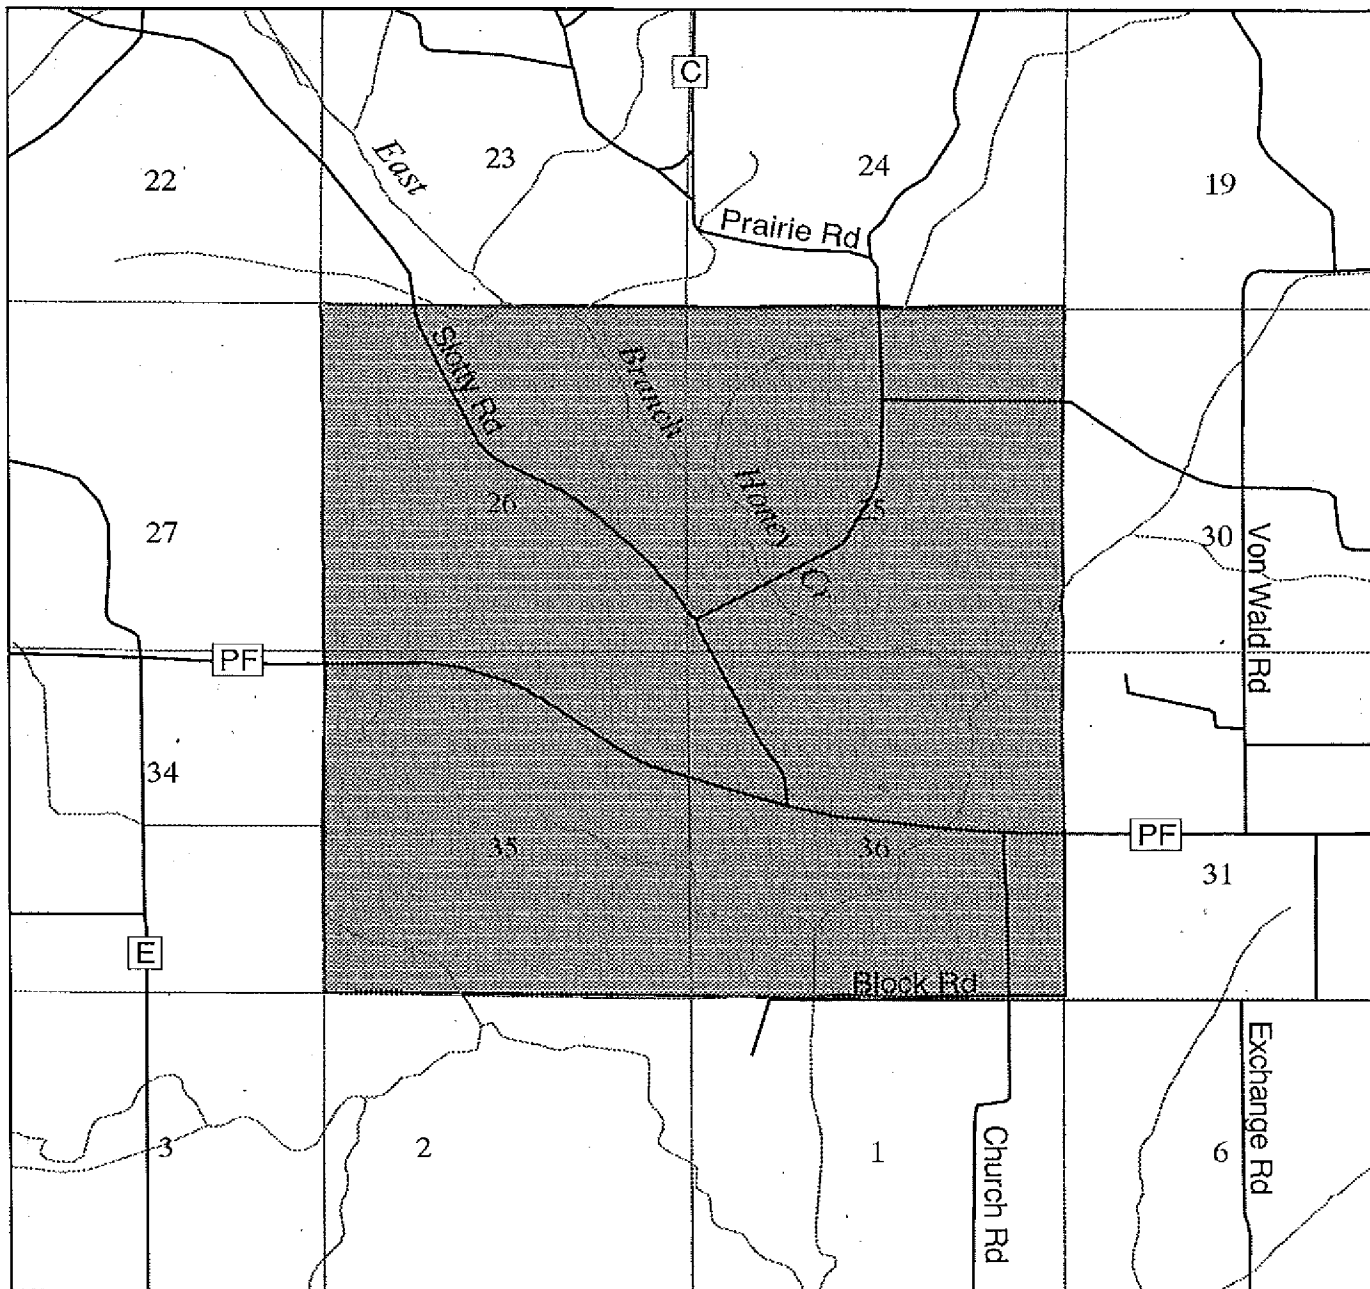 C
22
East
23
24
19
Prairie Rd
Slotty Rd
Branch
26
Honey
25
27
30
Von Wald Rd
Cr
PF
34
35
36
PF
31
E
Block Rd
Exchange Rd
3
2
1
6
Church Rd